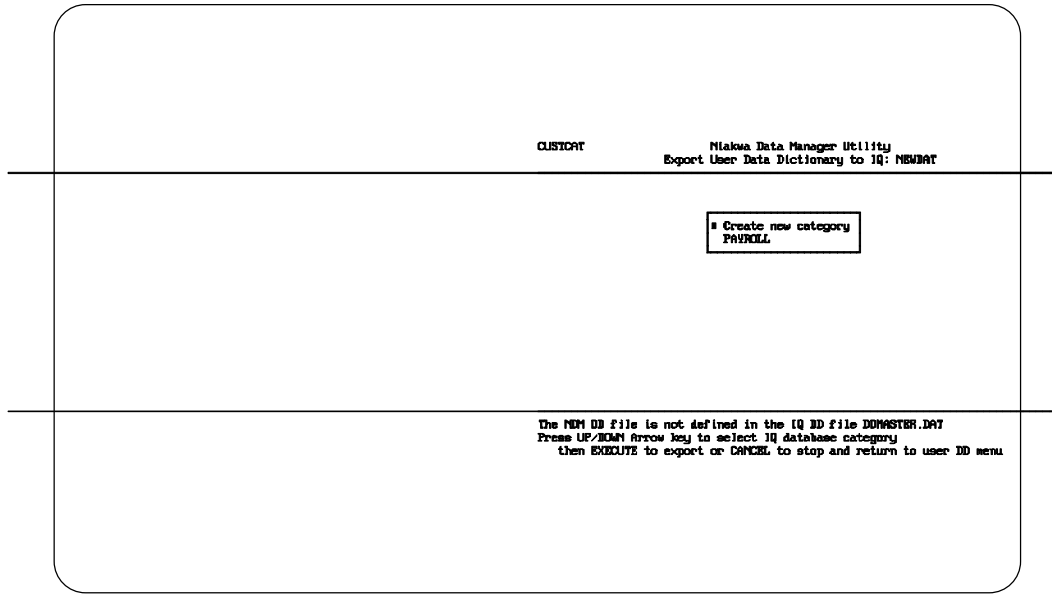 CUSTCAT Niakwa Data Manager Utility
Export User Data Dictionary to IQ: NEWDAT
Create new category
PAYROLL
The NDM DD file is not defined in the IQ DD file DDMASTER.DAT
Press UP/DOWN Arrow key to select IQ database category
then EXECUTE to export or CANCEL to stop and return to user DD menu